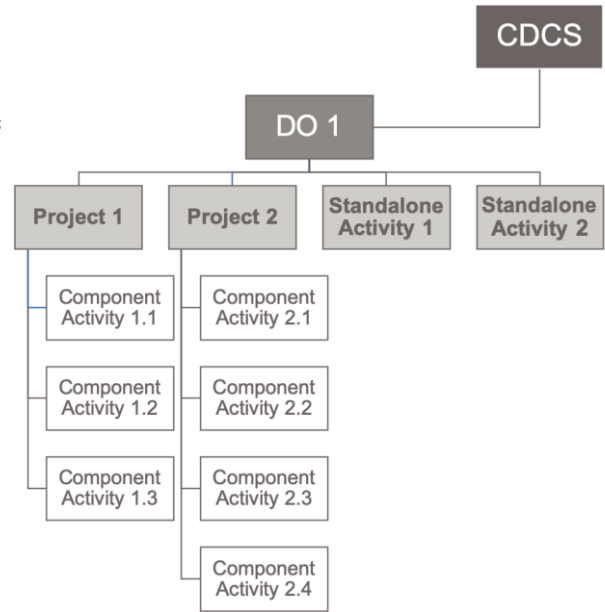 CDCS
DO 1
Project 1
Project 2
Standalone
Activity 1
Standalone
Activity 2
Component
Activity 1.1
Component
Activity 2.1
Component
Activity 1.2
Component
Activity 2.2
Component
Activity 1.3
Component
Activity 2.3
Component
Activity 2.4